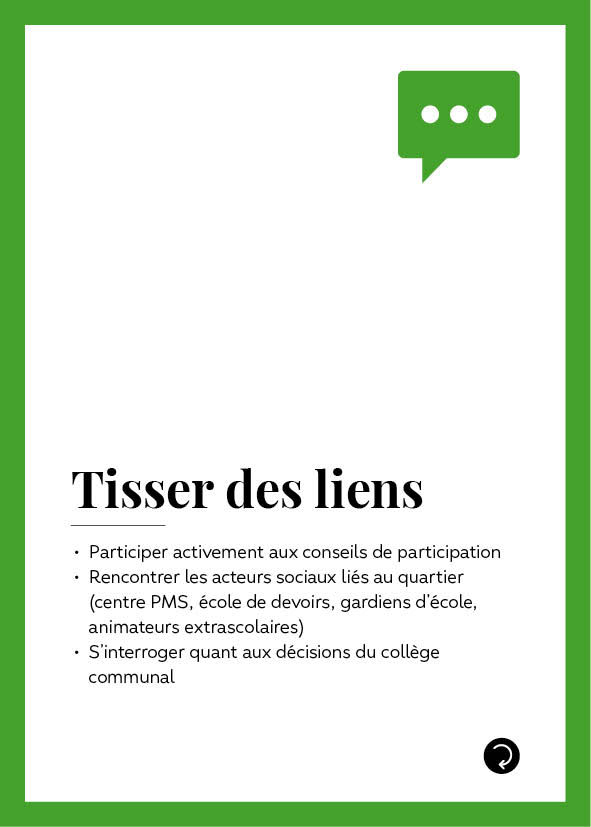 Tisser des liens
• Participer activement aux conseils de participation
• Rencontrer les acteurs sociaux liés au quartier
(centre PMS, école de devoirs, gardiens d’école,
animateurs extrascolaires)
• S’interroger quant aux décisions du collège
communal